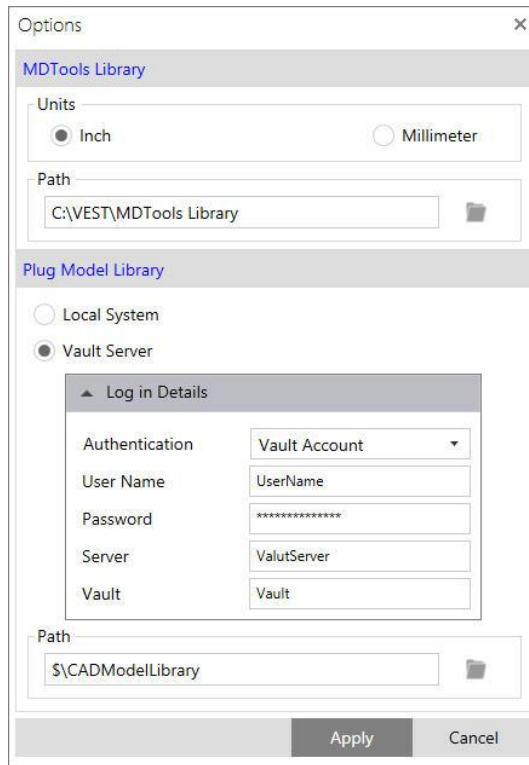 Options
MDTools Library
Units
Inch Millimeter
Path
C:\VEST\MDTools Library
Plug Model Library
Local System
Vault Server
Log in Details
Authentication Vault Account
User Name UserName
Password **************
Server ValutServer
Vault Vault
Path
$\CADModelLibrary
Apply Cancel